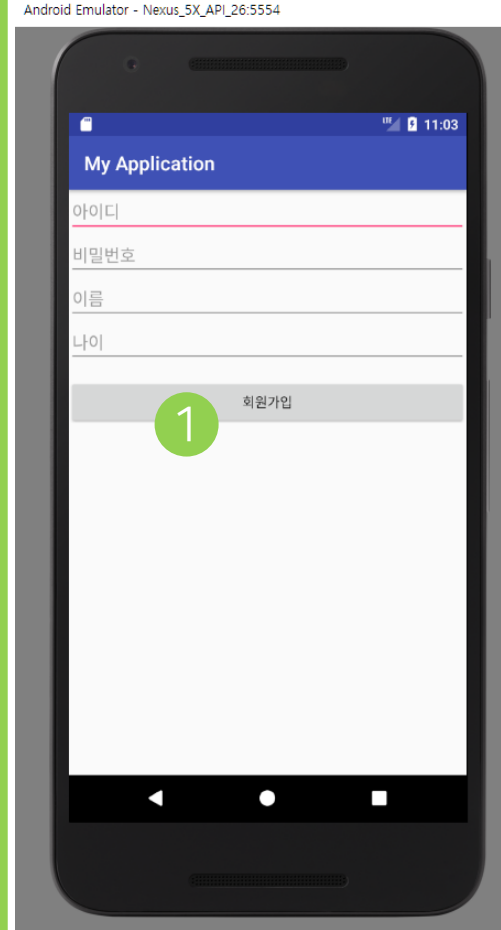 Android Emulator - Nexus_5X_API_26:5554
LTE 11:03
My Application
아이디
비밀번호
이름
나이
회원가입
1